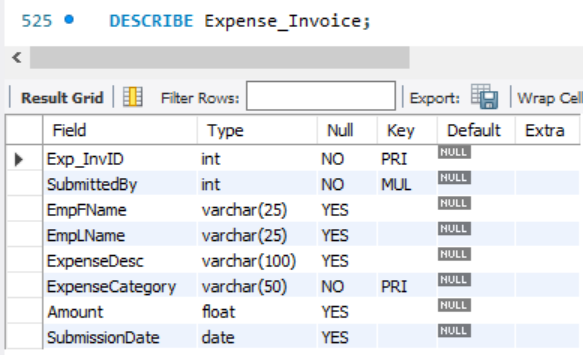 525 DESCRIBE Expense_Invoice;
Result Grid Filter Rows: Export: Wrap Cell
Field Type Null Key Default Extra
Exp_InvID int NO PRI NULL
SubmittedBy int NO MUL NULL
EmpFName varchar(25) YES NULL
EmpLName varchar(25) YES NULL
ExpenseDesc varchar(100) YES NULL
ExpenseCategory varchar(50) NO PRI NULL
Amount float YES NULL
SubmissionDate date YES NULL